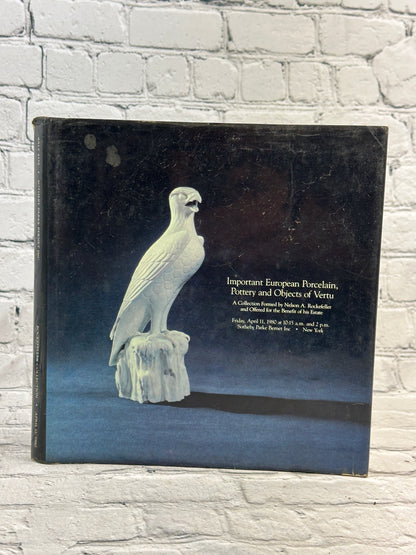 Important European Porcelain,
Pottery and Objects of Vertu
A Collection Formed by Nelson A. Rockefeller
and Offered for the Benefit of his Estate
Friday, April 11, 1980 at 10:15 a.m. and 2 p.m.
Sotheby Parke Bernet Inc • New York